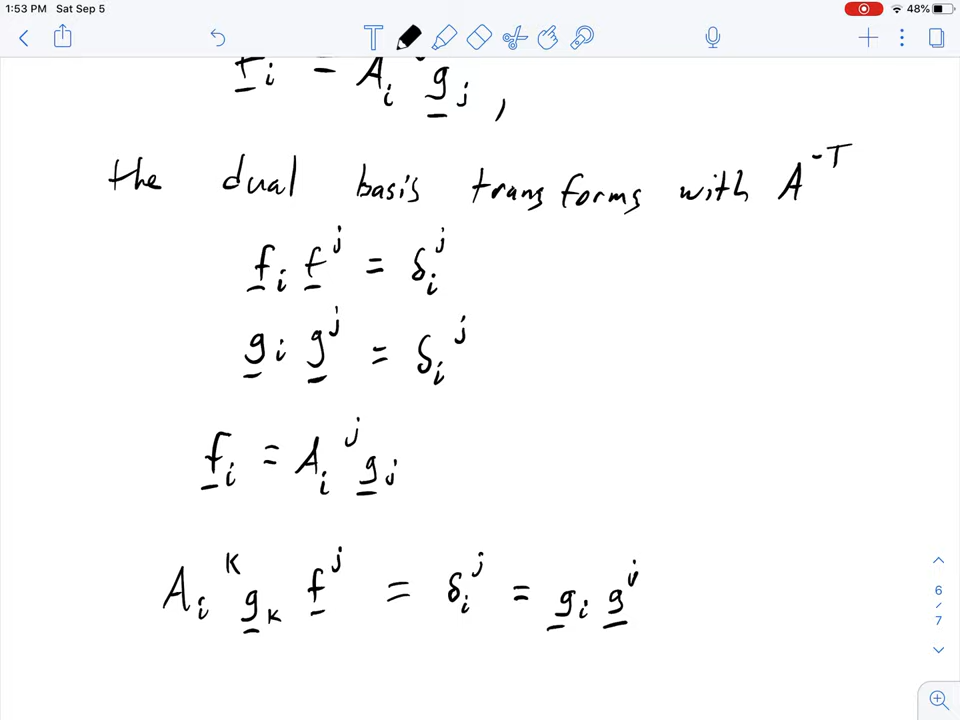 1:53 PM Sat Sep 5 48%
f_i = A_i^j g_j ,
the dual basis transforms with A^{-T}
f_i f^j = δ_i^j
g_i g^j = δ_i^j
f_i = A_i^j g_j
A_i^k g_k f^j = δ_i^j = g_i g^j
6
/
7